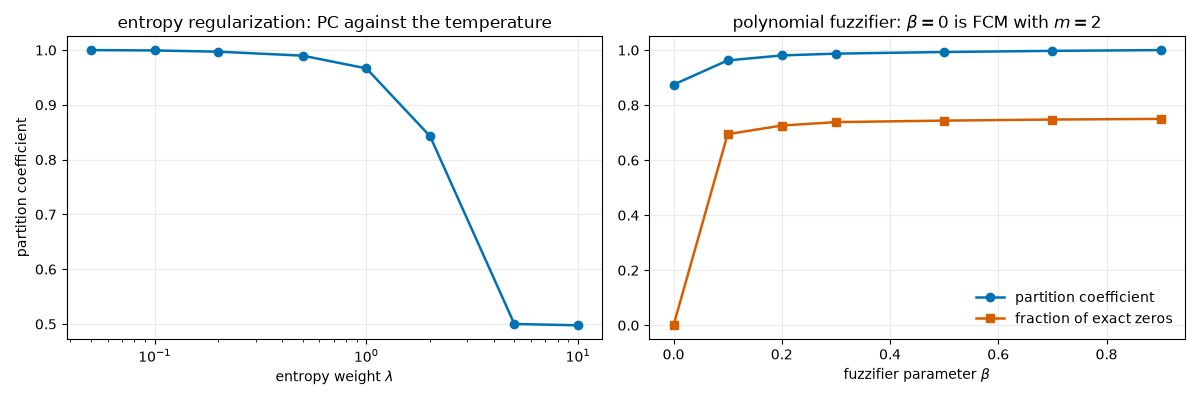 entropy regularization: PC against the temperature
partition coefficient
1.0
0.9
0.8
0.7
0.6
0.5
10⁻¹
10⁰
10¹
entropy weight λ
polynomial fuzzifier: β = 0 is FCM with m = 2
1.0
0.8
0.6
0.4
0.2
0.0
partition coefficient
fraction of exact zeros
0.0
0.2
0.4
0.6
0.8
fuzzifier parameter β